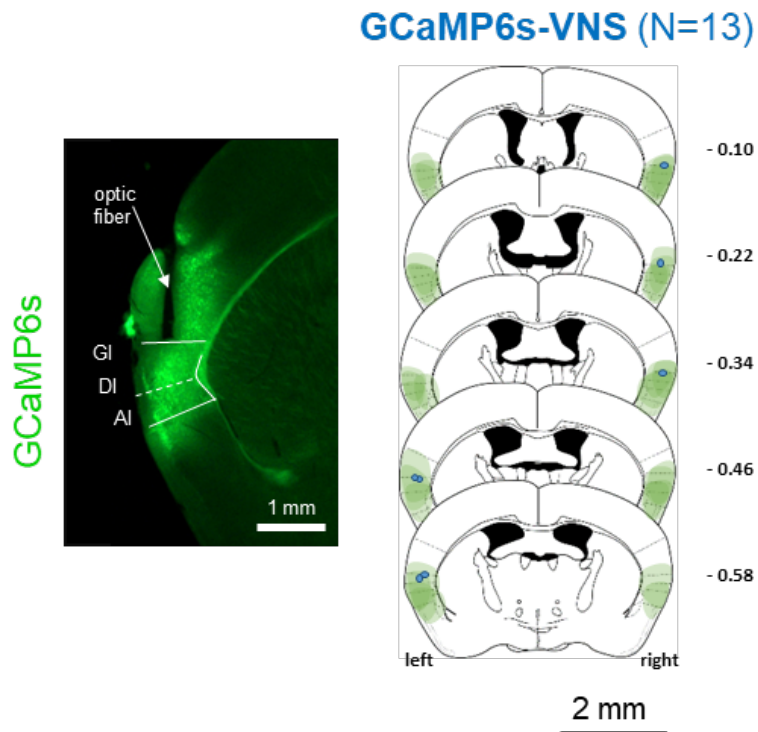 GCaMP6s-VNS (N=13)
GCaMP6s
optic
fiber
GI
DI
AI
1 mm
- 0.10
- 0.22
- 0.34
- 0.46
- 0.58
left
right
2 mm